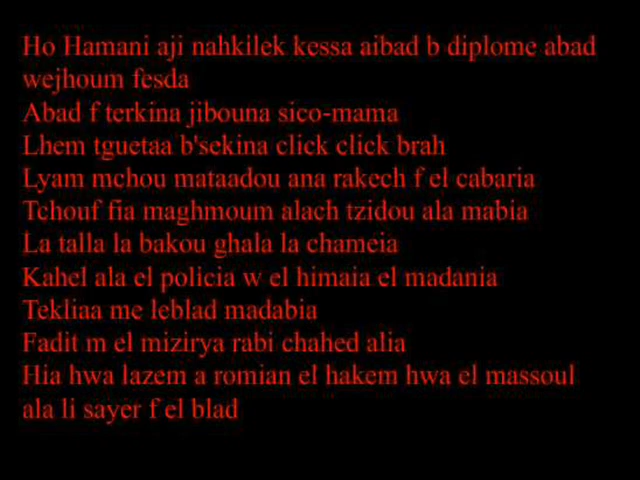 Ho Hamani aji nahkilek kessa aibad b diplome abad
wejhoum fesda
Abad f terkina jibouna sico-mama
Lhem tguetaa b'sekina click click brah
Lyam mchou mataadou ana rakech f el cabaria
Tchouf fia maghmoum alach tzidou ala mabia
La talla la bakou ghala la chameia
Kahel ala el policia w el himaia el madania
Tekliaa me leblad madabia
Fadit m el mizirya rabi chahed alia
Hia hwa lazem a romian el hakem hwa el massoul
ala li sayer f el blad